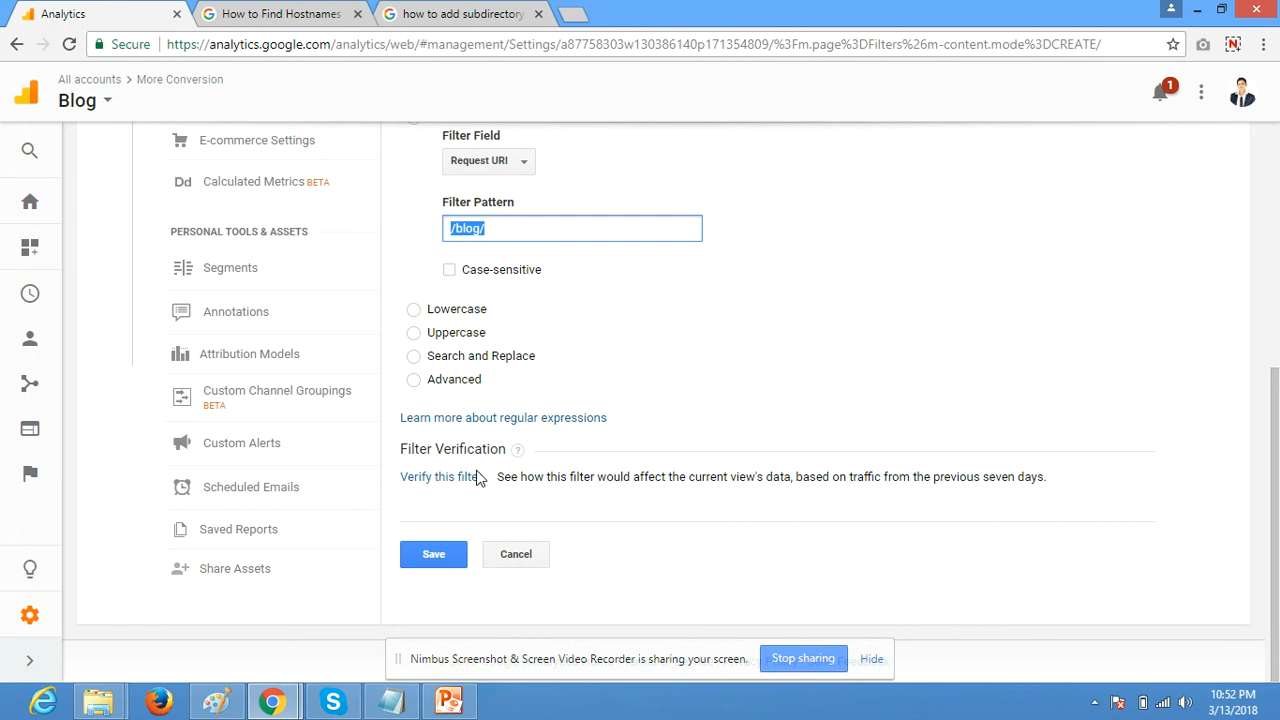 Analytics
How to Find Hostnames
how to add subdirectory
Secure
https://analytics.google.com/analytics/web/#management/Settings/a87758303w130386140p171354809/%3Fm.page%3DFilters%26m-content.mode%3DCREATE/
All accounts > More Conversion
Blog
1
E-commerce Settings
Dd Calculated Metrics BETA
PERSONAL TOOLS & ASSETS
Segments
Annotations
Attribution Models
Custom Channel Groupings
BETA
Custom Alerts
Scheduled Emails
Saved Reports
Share Assets
Filter Field
Request URI
Filter Pattern
/blog/
Case-sensitive
Lowercase
Uppercase
Search and Replace
Advanced
Learn more about regular expressions
Filter Verification ?
Verify this filter See how this filter would affect the current view's data, based on traffic from the previous seven days.
Save Cancel
Nimbus Screenshot & Screen Video Recorder is sharing your screen. Stop sharing Hide
10:52 PM
3/13/2018